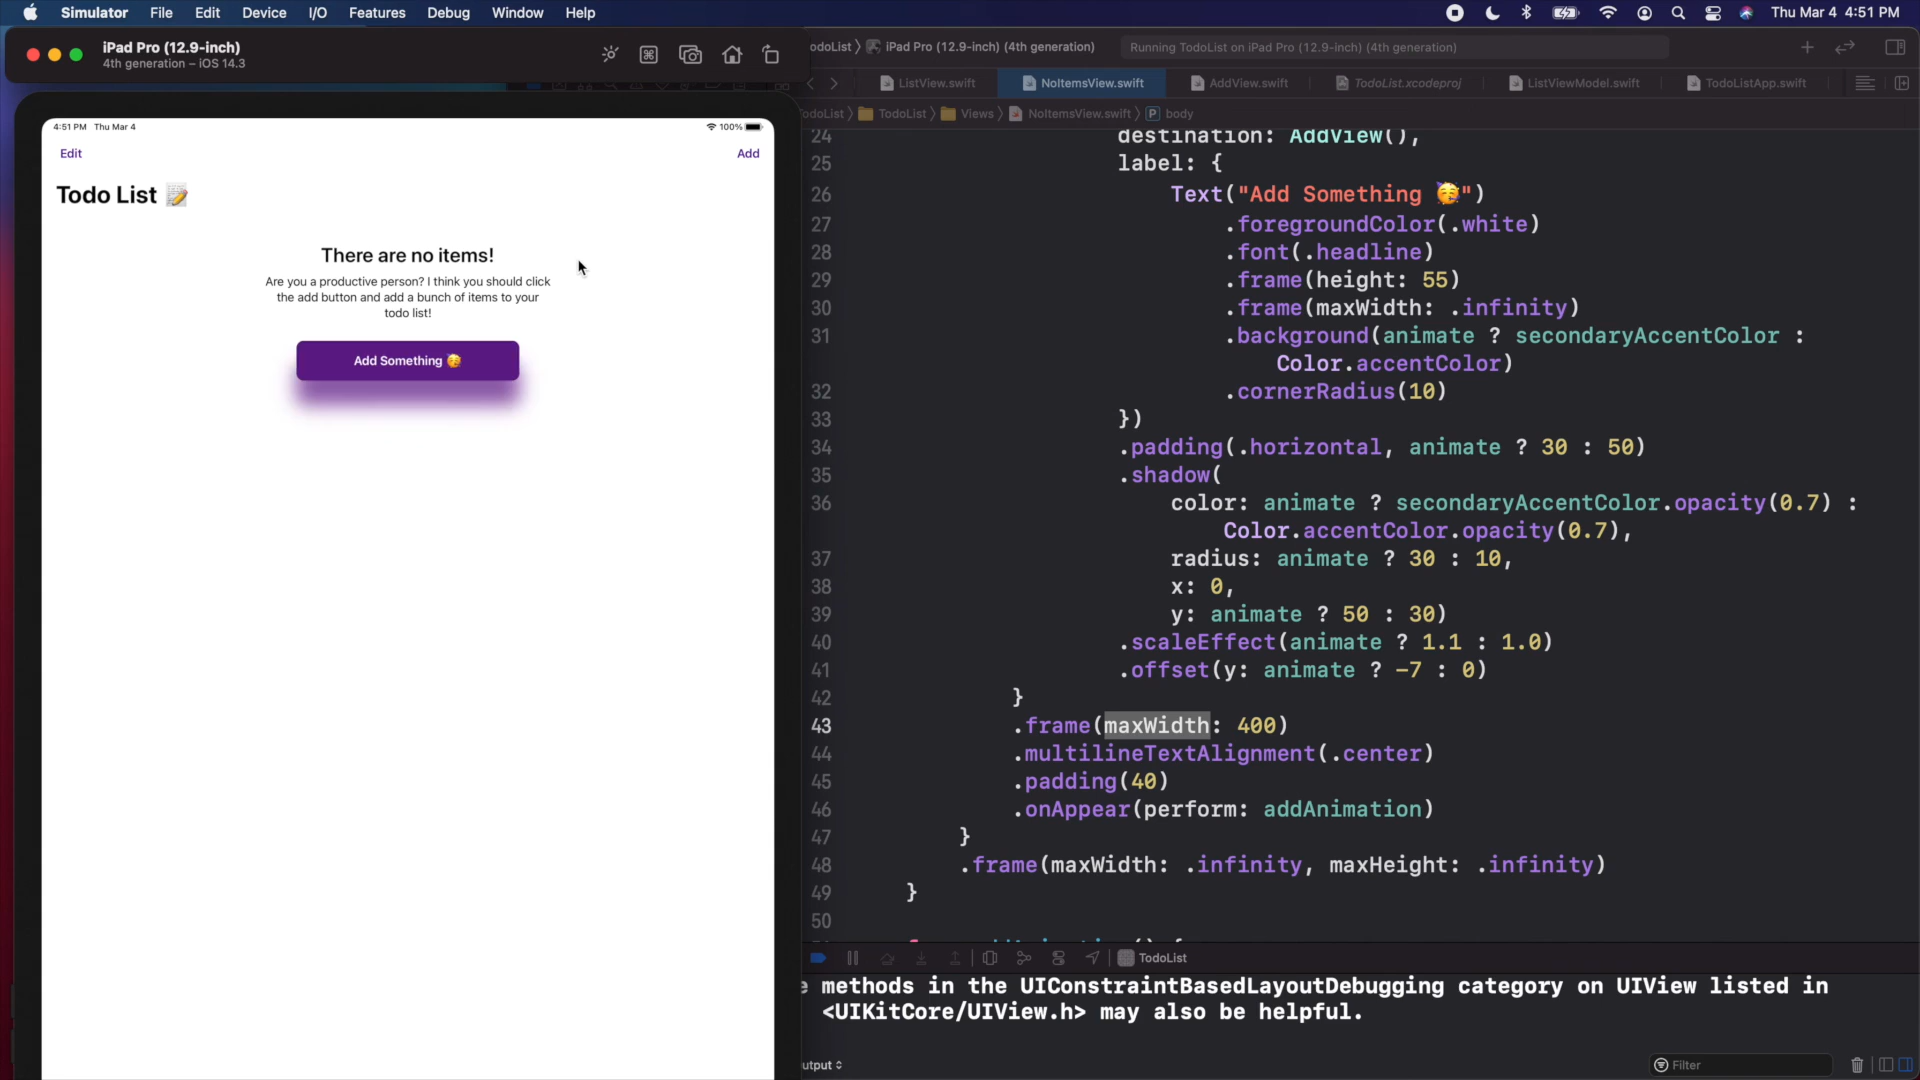 Simulator File Edit Device I/O Features Debug Window Help
Thu Mar 4 4:51 PM
iPad Pro (12.9-inch)
4th generation – iOS 14.3
4:51 PM Thu Mar 4
100%
Edit
Add
Todo List 📝
There are no items!
Are you a productive person? I think you should click
the add button and add a bunch of items to your
todo list!
Add Something 🥳
odoList 〉 iPad Pro (12.9-inch) (4th generation)
Running TodoList on iPad Pro (12.9-inch) (4th generation)
ListView.swift
NoItemsView.swift
AddView.swift
TodoList.xcodeproj
ListViewModel.swift
TodoListApp.swift
odoList 〉 TodoList 〉 Views 〉 NoItemsView.swift 〉 P body
24 destination: AddView(),
25 label: {
26 Text("Add Something 🥳")
27 .foregroundColor(.white)
28 .font(.headline)
29 .frame(height: 55)
30 .frame(maxWidth: .infinity)
31 .background(animate ? secondaryAccentColor :
Color.accentColor)
32 .cornerRadius(10)
33 })
34 .padding(.horizontal, animate ? 30 : 50)
35 .shadow(
36 color: animate ? secondaryAccentColor.opacity(0.7) :
Color.accentColor.opacity(0.7),
37 radius: animate ? 30 : 10,
38 x: 0,
39 y: animate ? 50 : 30)
40 .scaleEffect(animate ? 1.1 : 1.0)
41 .offset(y: animate ? -7 : 0)
42 }
43 .frame(maxWidth: 400)
44 .multilineTextAlignment(.center)
45 .padding(40)
46 .onAppear(perform: addAnimation)
47 }
48 .frame(maxWidth: .infinity, maxHeight: .infinity)
49 }
50
TodoList
e methods in the UIConstraintBasedLayoutDebugging category on UIView listed in
<UIKitCore/UIView.h> may also be helpful.
utput
Filter